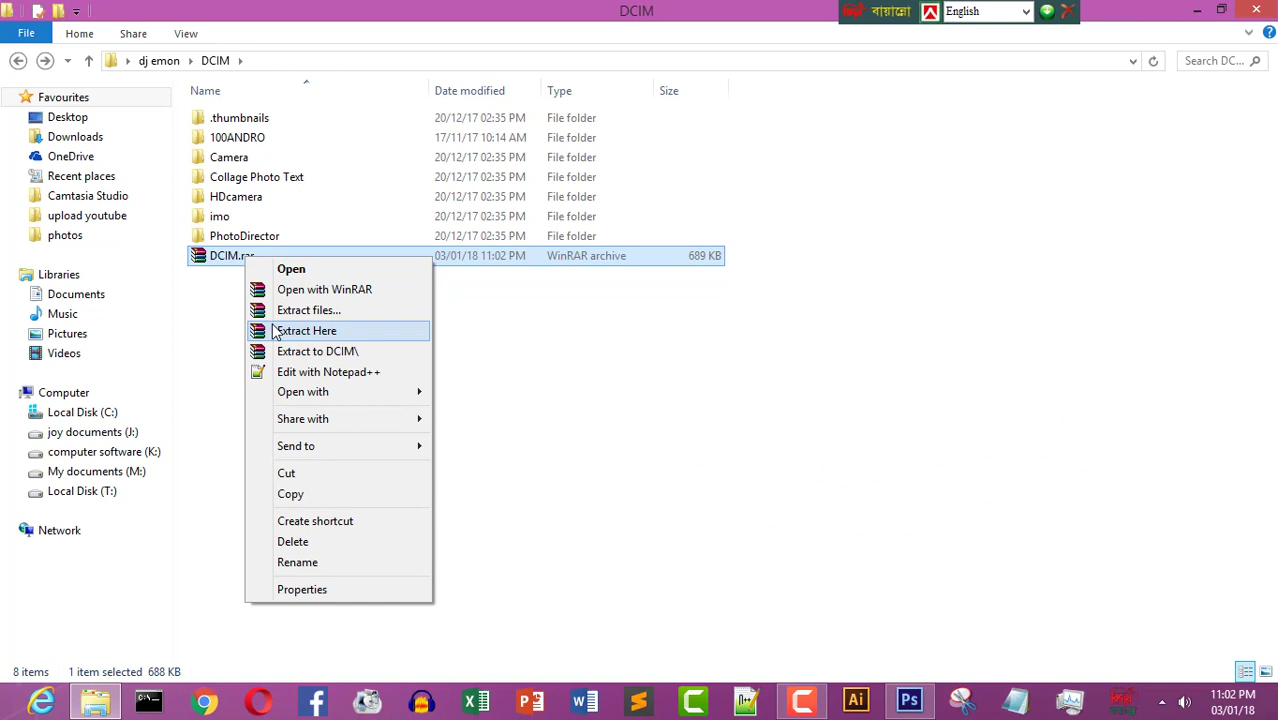 DCIM
বায়ান্নো
English
File
Home
Share
View
dj emon
DCIM
Search DC...
Name
Date modified
Type
Size
Favourites
Desktop
Downloads
OneDrive
Recent places
Camtasia Studio
upload youtube
photos
Libraries
Documents
Music
Pictures
Videos
Computer
Local Disk (C:)
joy documents (J:)
computer software (K:)
My documents (M:)
Local Disk (T:)
Network
.thumbnails 20/12/17 02:35 PM File folder
100ANDRO 17/11/17 10:14 AM File folder
Camera 20/12/17 02:35 PM File folder
Collage Photo Text 20/12/17 02:35 PM File folder
HDcamera 20/12/17 02:35 PM File folder
imo 20/12/17 02:35 PM File folder
PhotoDirector 20/12/17 02:35 PM File folder
DCIM.rar 03/01/18 11:02 PM WinRAR archive 689 KB
Open
Open with WinRAR
Extract files...
Extract Here
Extract to DCIM\
Edit with Notepad++
Open with
Share with
Send to
Cut
Copy
Create shortcut
Delete
Rename
Properties
8 items 1 item selected 688 KB
11:02 PM
03/01/18